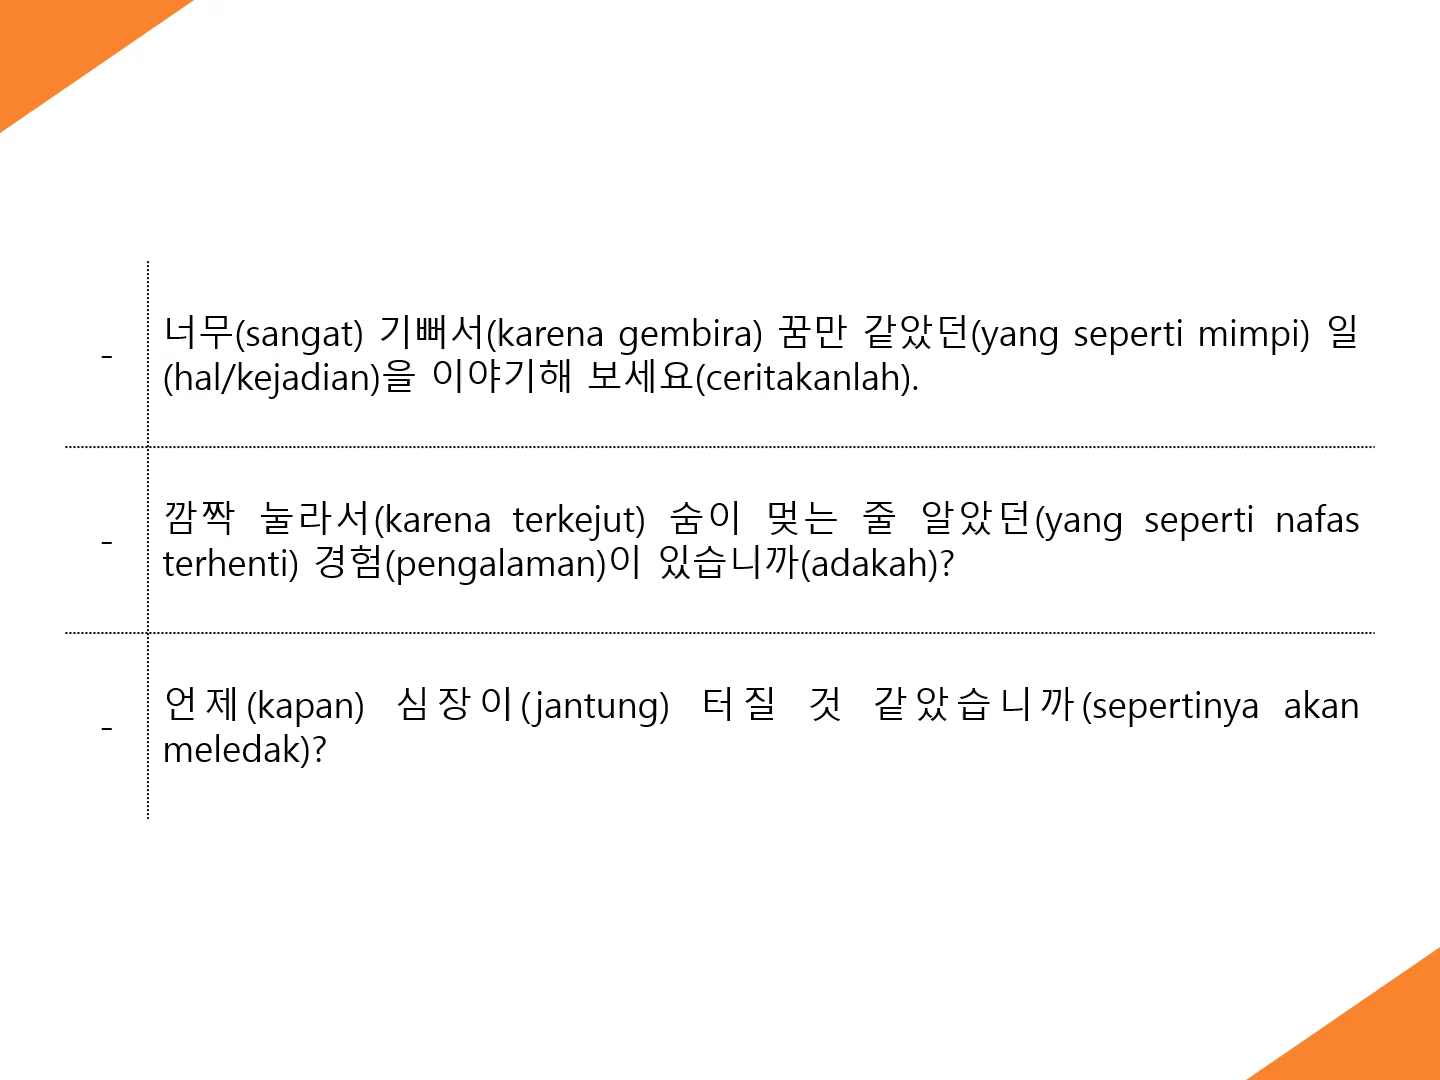 -
너무(sangat) 기뻐서(karena gembira) 꿈만 같았던(yang seperti mimpi) 일
(hal/kejadian)을 이야기해 보세요(ceritakanlah).
-
깜짝 눌라서(karena terkejut) 숨이 멎는 줄 알았던(yang seperti nafas
terhenti) 경험(pengalaman)이 있습니까(adakah)?
-
언제(kapan) 심장이(jantung) 터질 것 같았습니까(sepertinya akan
meledak)?